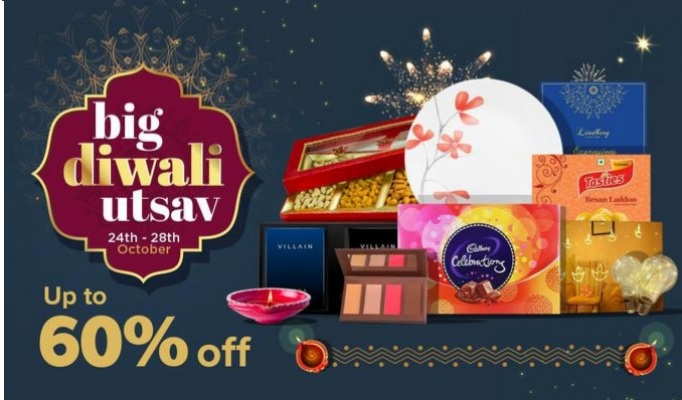 big
diwali
utsav
24th - 28th
October
Up to
60% off
VILLAIN
VILLAIN
Cadbury
Celebrations
Tasties
Besan Laddoo